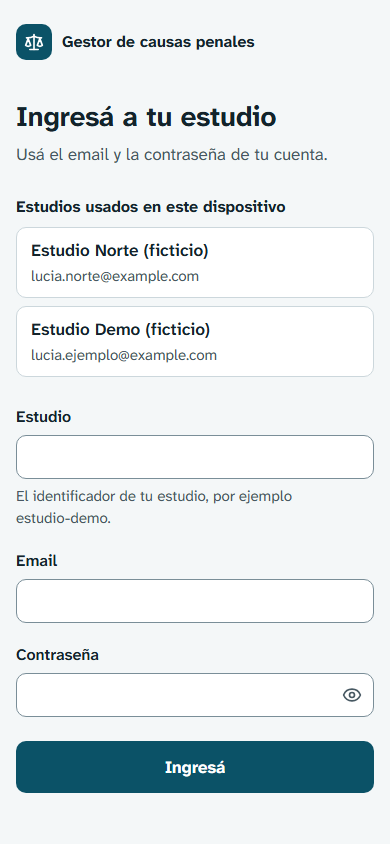 Gestor de causas penales
Ingresá a tu estudio
Usá el email y la contraseña de tu cuenta.
Estudios usados en este dispositivo
Estudio Norte (ficticio)
lucia.norte@example.com
Estudio Demo (ficticio)
lucia.ejemplo@example.com
Estudio
El identificador de tu estudio, por ejemplo
estudio-demo.
Email
Contraseña
Ingresá